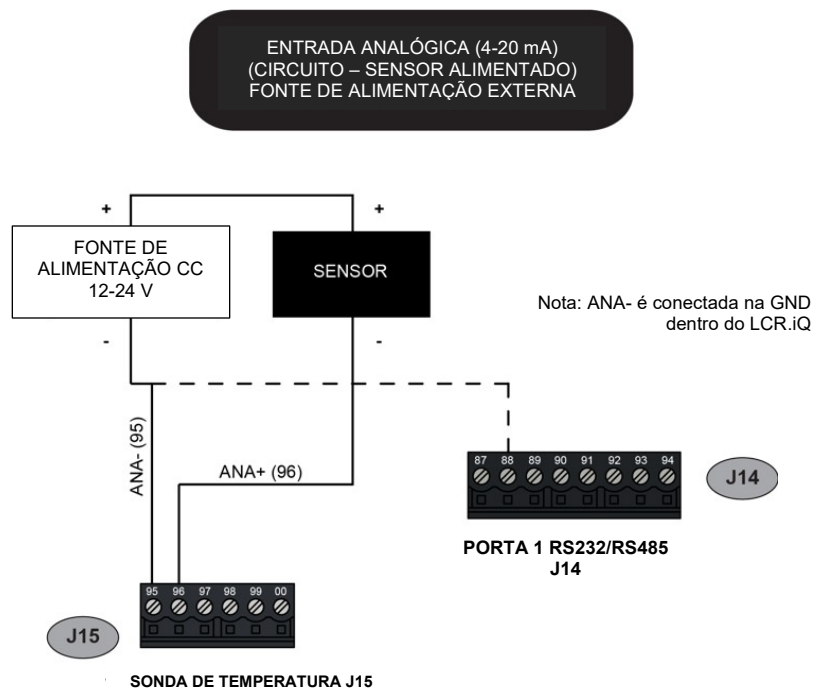 ENTRADA ANALÓGICA (4-20 mA)
(CIRCUITO – SENSOR ALIMENTADO)
FONTE DE ALIMENTAÇÃO EXTERNA
+
+
FONTE DE
ALIMENTAÇÃO CC
12-24 V
SENSOR
Nota: ANA- é conectada na GND
dentro do LCR.iQ
-
-
ANA- (95)
ANA+ (96)
87 88 89 90 91 92 93 94
J14
PORTA 1 RS232/RS485
J14
95 96 97 98 99 00
J15
SONDA DE TEMPERATURA J15